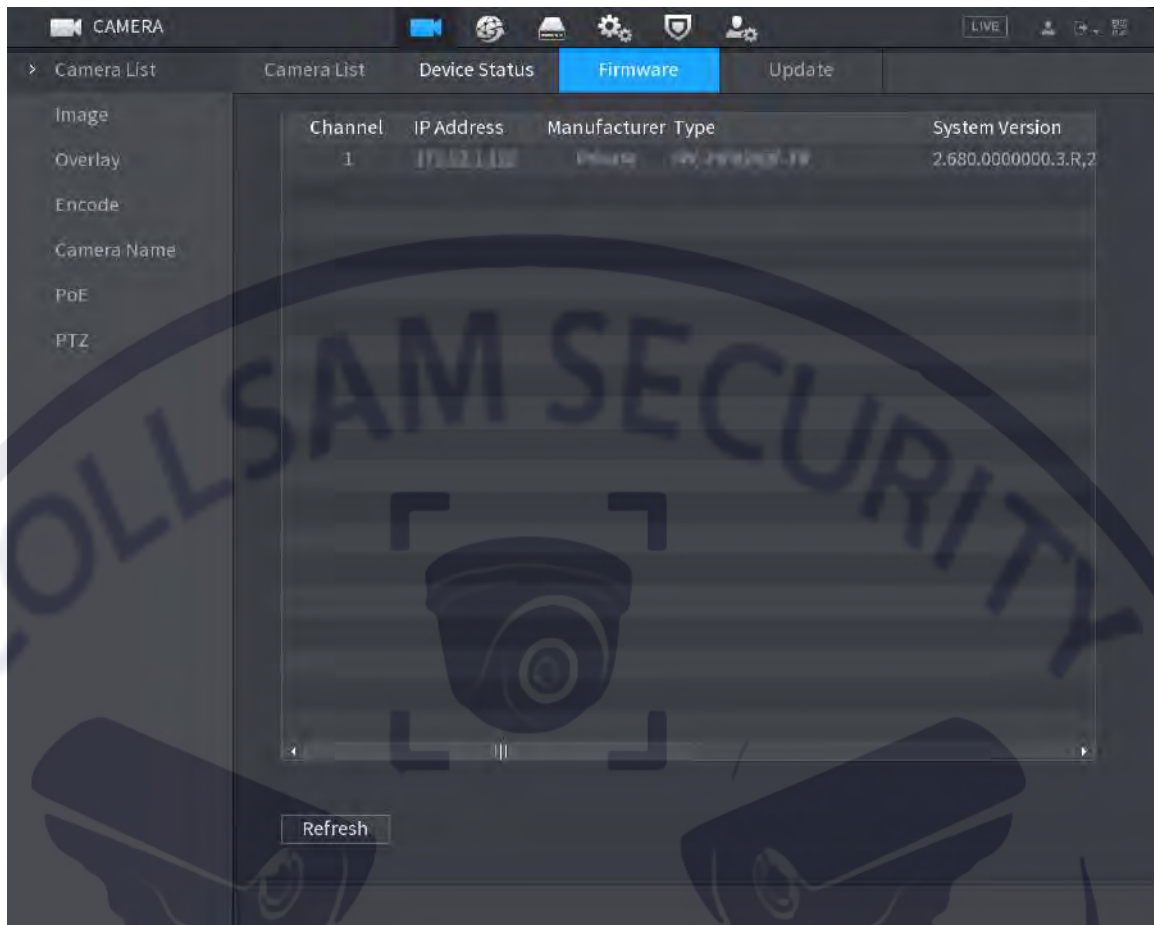 CAMERA
LIVE
Camera List
Image
Overlay
Encode
Camera Name
PoE
PTZ
Camera List Device Status Firmware Update
Channel IP Address Manufacturer Type System Version
1 2.680.0000000.3.R,2
Refresh
OLLSAM SECURITY